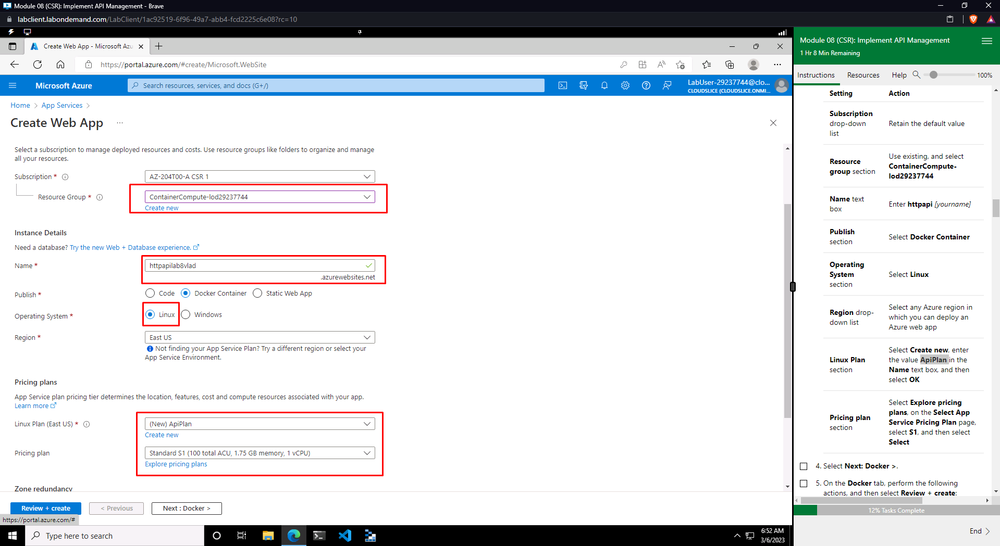 Module 08 (CSR): Implement API Management - Brave
labclient.labondemand.com/LabClient/1ac92519-6f96-49a7-abb4-fcd2225c6e08?rc=10
Create Web App - Microsoft Azu
https://portal.azure.com/#create/Microsoft.WebSite
Microsoft Azure
Search resources, services, and docs (G+/)
LabUser-29237744@clo...
CLOUDSLICE (CLOUDSLICE.ONMI...
Home > App Services >
Create Web App ...
Select a subscription to manage deployed resources and costs. Use resource groups like folders to organize and manage
all your resources.
Subscription *
AZ-204T00-A CSR 1
Resource Group *
ContainerCompute-lod29237744
Create new
Instance Details
Need a database? Try the new Web + Database experience.
Name *
httpapilab8vlad
.azurewebsites.net
Publish *
Code Docker Container Static Web App
Operating System *
Linux Windows
Region *
East US
Not finding your App Service Plan? Try a different region or select your
App Service Environment.
Pricing plans
App Service plan pricing tier determines the location, features, cost and compute resources associated with your app.
Learn more
Linux Plan (East US) *
(New) ApiPlan
Create new
Pricing plan
Standard S1 (100 total ACU, 1.75 GB memory, 1 vCPU)
Explore pricing plans
Zone redundancy
Review + create
< Previous
Next : Docker >
https://portal.azure.com/#
Type here to search
6:52 AM
3/6/2023
Module 08 (CSR): Implement API Management
1 Hr 8 Min Remaining
Instructions Resources Help 100%
Setting Action
Subscription
drop-down
list
Retain the default value
Resource
group section
Use existing, and select
ContainerCompute-
lod29237744
Name text
box
Enter httpapi [yourname]
Publish
section
Select Docker Container
Operating
System
section
Select Linux
Region drop-
down list
Select any Azure region in
which you can deploy an
Azure web app
Linux Plan
section
Select Create new, enter
the value ApiPlan in the
Name text box, and then
select OK
Pricing plan
section
Select Explore pricing
plans, on the Select App
Service Pricing Plan page,
select S1, and then select
Select
4. Select Next: Docker >.
5. On the Docker tab, perform the following
actions, and then select Review + create:
12% Tasks Complete
End >